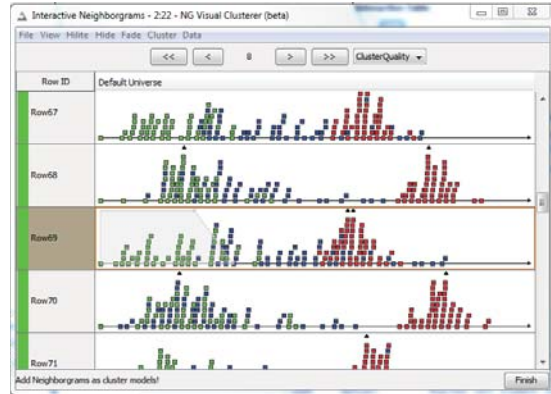 Interactive Neighborgrams - 2:22 - NG Visual Clusterer (beta)
File View Hilite Hide Fade Cluster Data
<< < 8 > >> ClusterQuality
Row ID Default Universe
Row67
Row68
Row69
Row70
Row71
Add Neighborgrams as cluster models! Finish